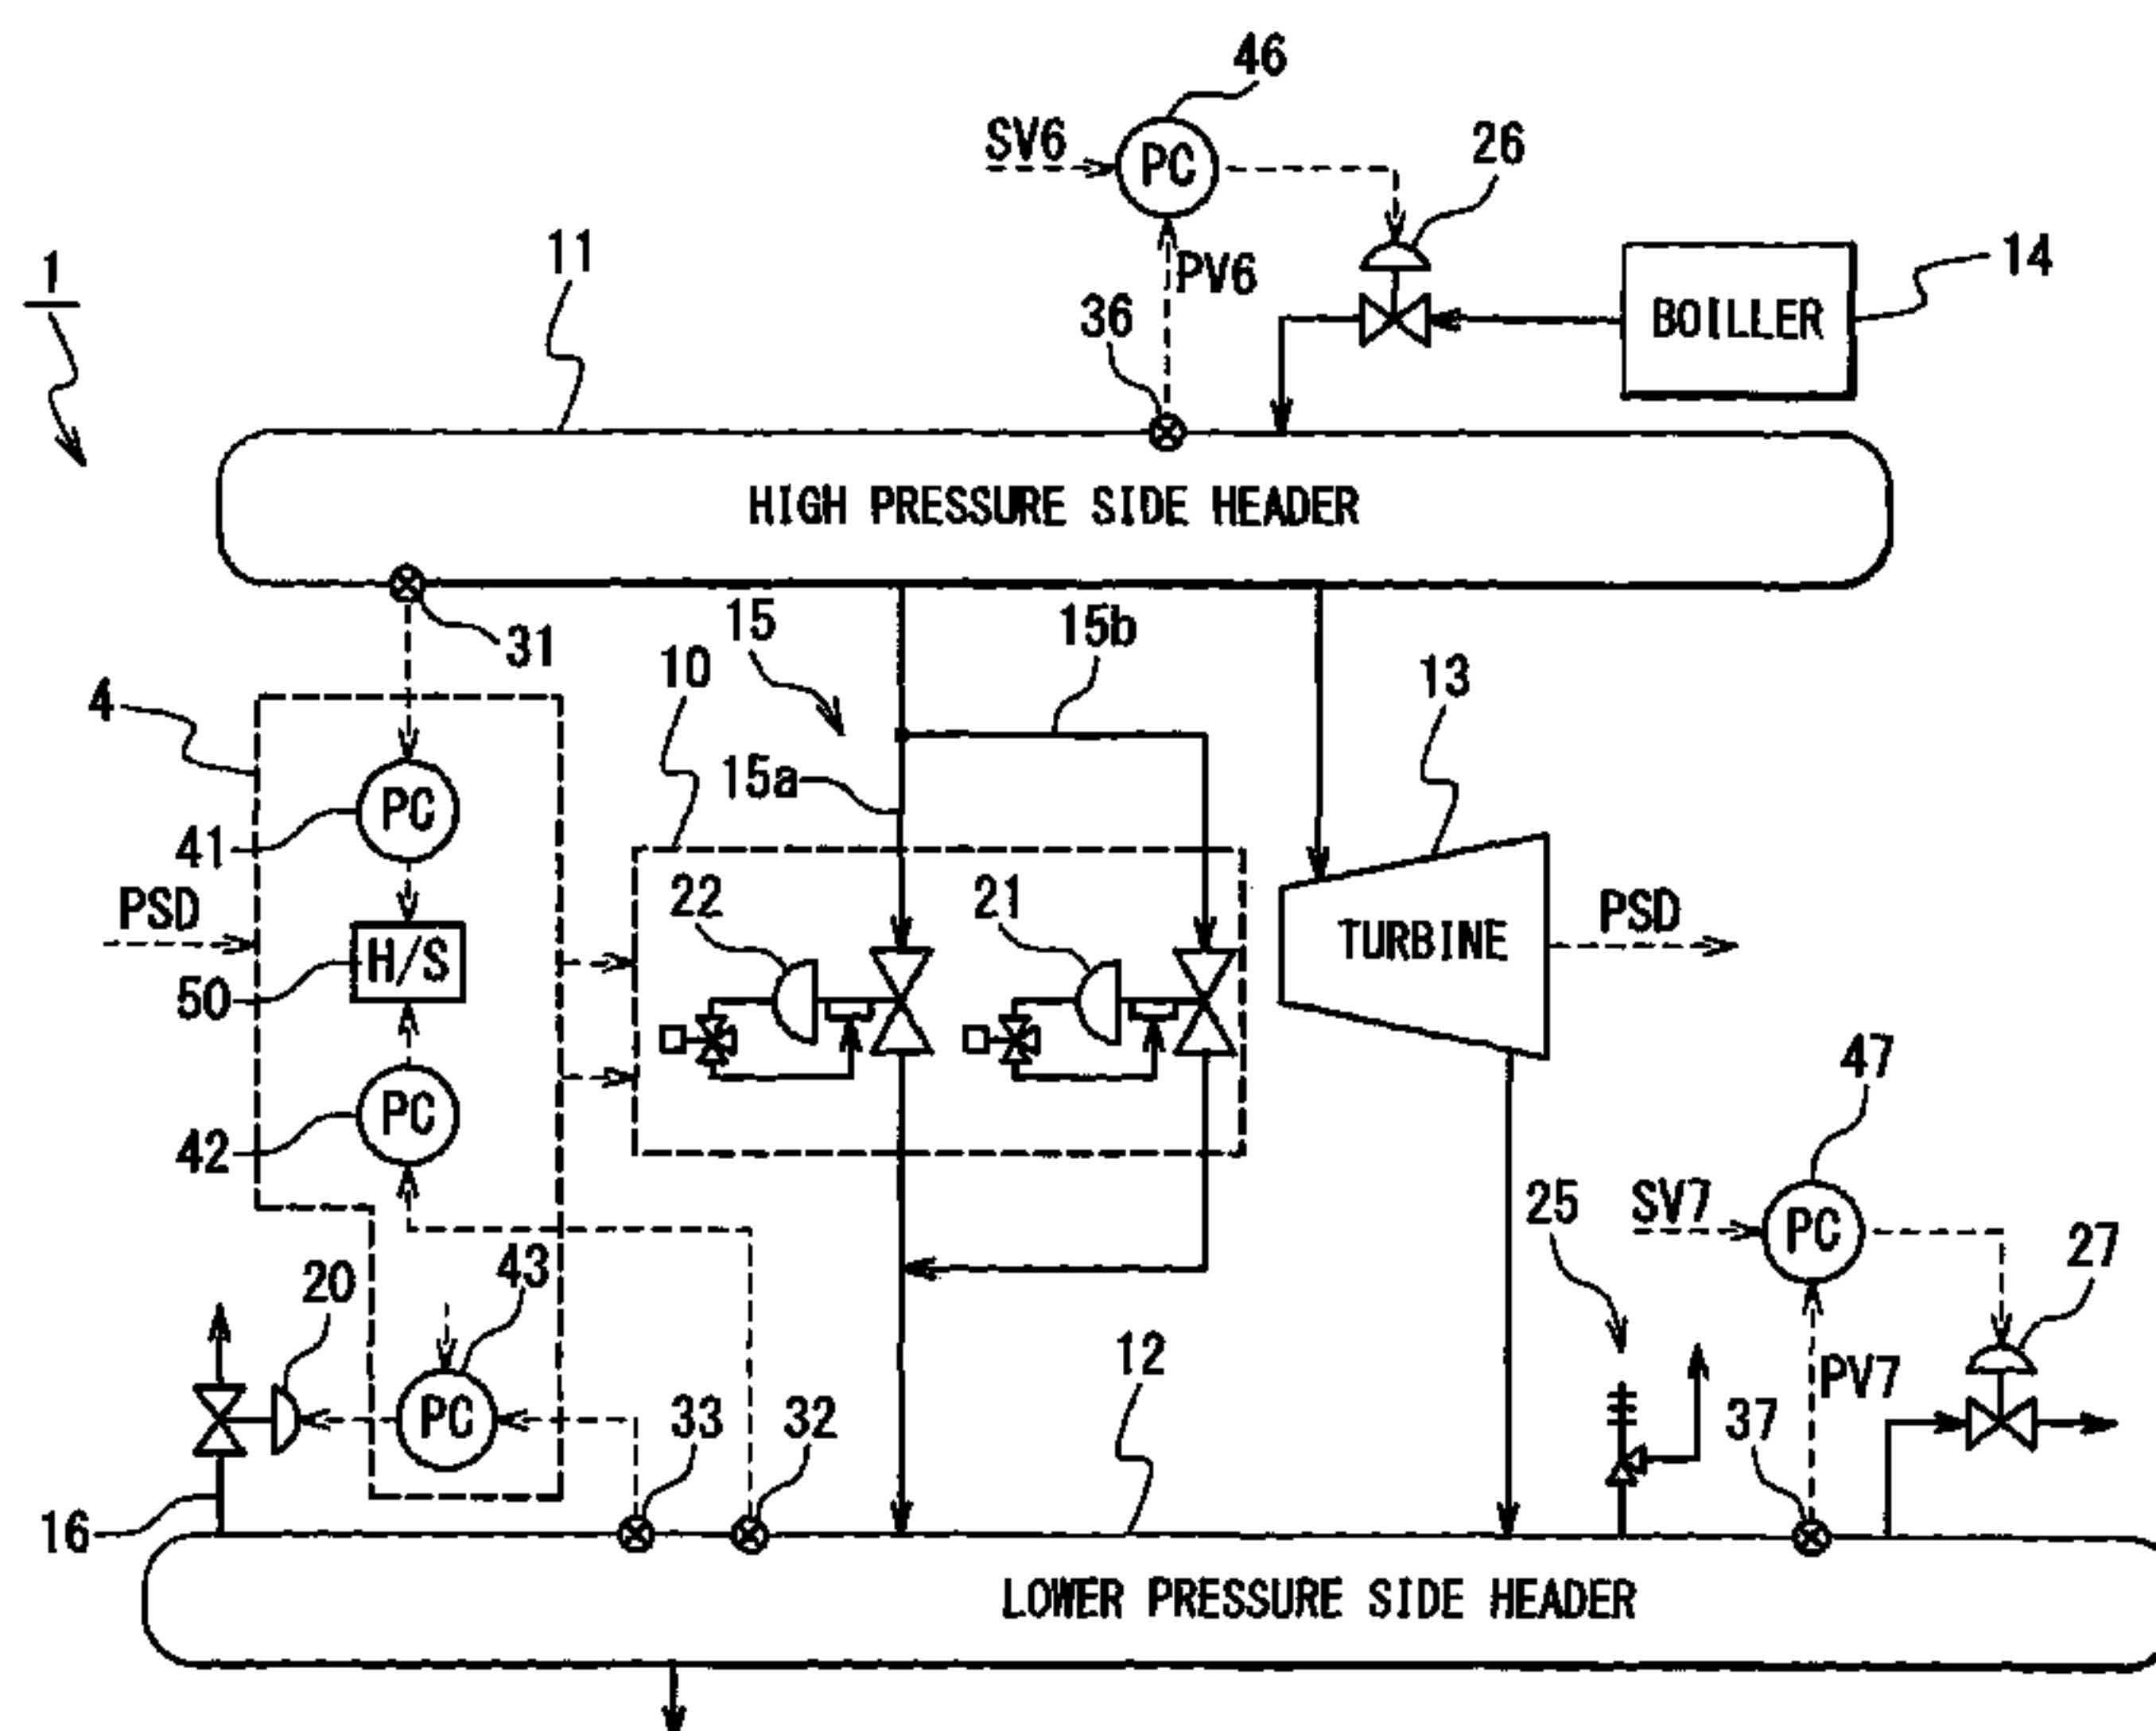 46
SV6
PC
26
1
11
PV6
14
36
BOILLER
HIGH PRESSURE SIDE HEADER
31
15
15b
10
13
4
15a
PC
41
PSD
22
21
PSD
H/S
TURBINE
50
47
PC
42
25
SV7
PC
43
27
20
12
PV7
PC
33
32
37
16
LOWER PRESSURE SIDE HEADER